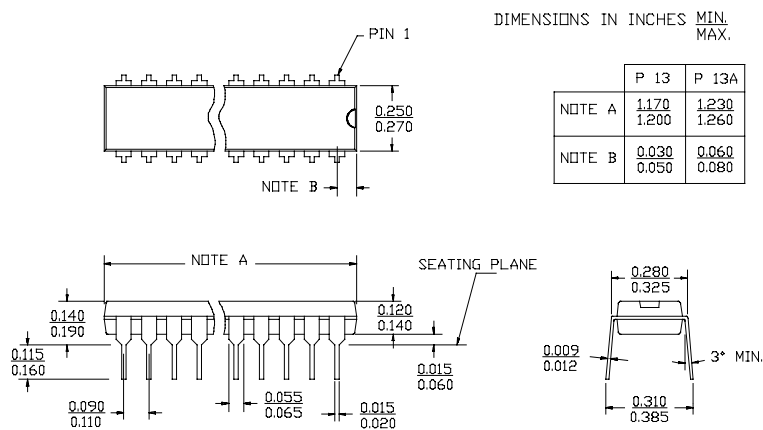 DIMENSIONS IN INCHES MIN.
MAX.
PIN 1
P 13 P 13A
NOTE A 1.170 1.230
1.200 1.260
NOTE B 0.030 0.060
0.050 0.080
0.250
0.270
NOTE B
NOTE A
SEATING PLANE
0.280
0.325
0.140
0.190
0.120
0.140
0.115
0.160
0.015
0.060
0.009
0.012
3° MIN.
0.090
0.110
0.055
0.065
0.015
0.020
0.310
0.385